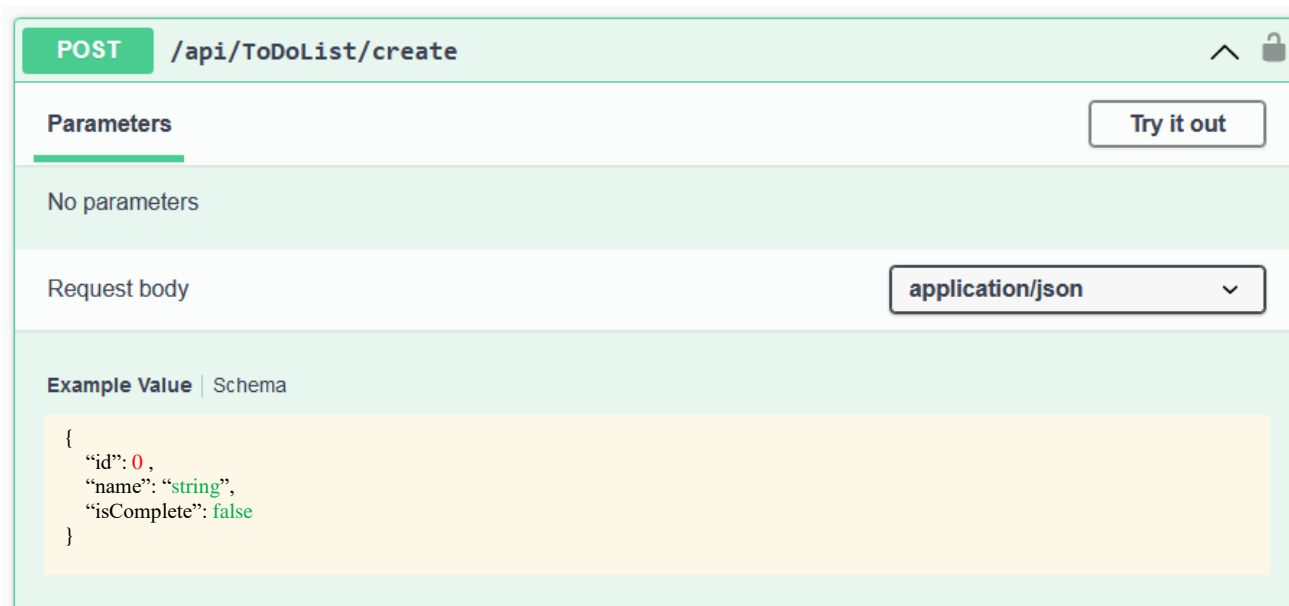 POST /api/ToDoList/create
Parameters Try it out
No parameters
Request body application/json
Example Value | Schema
{
“id”: 0 ,
“name”: “string”,
“isComplete”: false
}